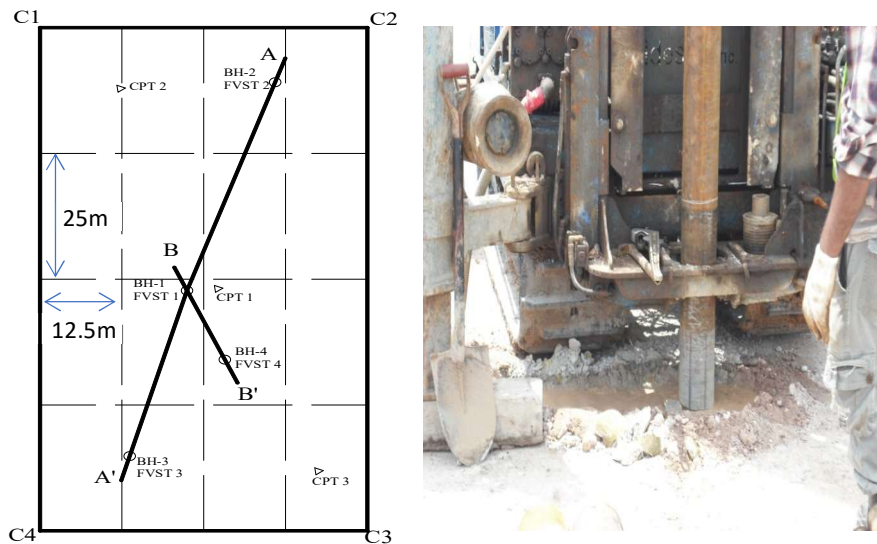 C1
C2
A
BH-2
FVST 2
CPT 2
25m
B
BH-1
FVST 1
CPT 1
12.5m
BH-4
FVST 4
B'
BH-3
FVST 3
A'
CPT 3
C4
C3